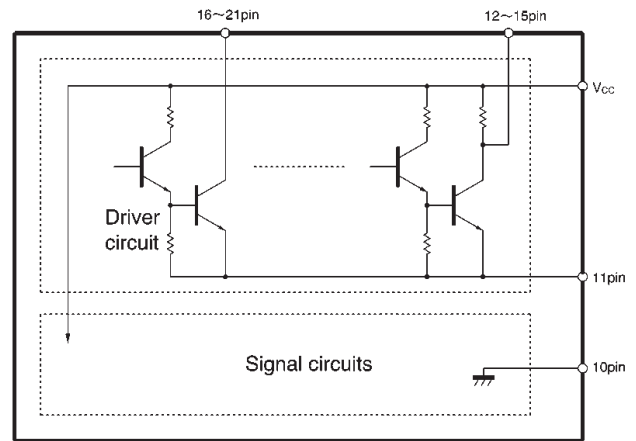 16～21pin
12～15pin
Vcc
Driver
circuit
11pin
Signal circuits
10pin